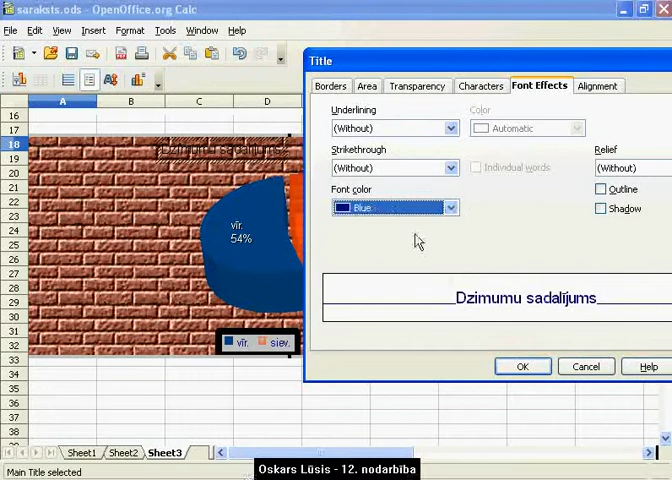 saraksts.ods - OpenOffice.org Calc
File Edit View Insert Format Tools Window Help
A B C D
16
17
18
19
20
21
22
23
24
25
26
27
28
29
30
31
32
33
34
35
36
37
38
Dzimumu sadalījums
vīr.
54%
vīr. siev.
Title
Borders Area Transparency Characters Font Effects Alignment
Underlining Color
(Without) Automatic
Strikethrough Relief
(Without) Individual words (Without)
Font color Outline
Blue Shadow
Dzimumu sadalījums
OK Cancel Help
Sheet1 Sheet2 Sheet3
Main Title selected
Oskars Lūsis - 12. nodarbība